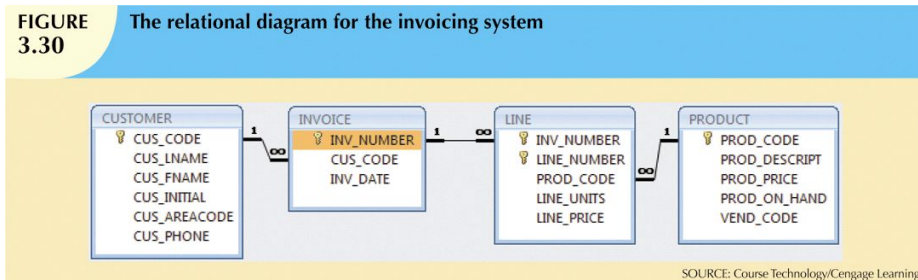 FIGURE
3.30
The relational diagram for the invoicing system
CUSTOMER
CUS_CODE
CUS_LNAME
CUS_FNAME
CUS_INITIAL
CUS_AREACODE
CUS_PHONE
1
∞
INVOICE
INV_NUMBER
CUS_CODE
INV_DATE
1
∞
LINE
INV_NUMBER
LINE_NUMBER
PROD_CODE
LINE_UNITS
LINE_PRICE
∞
1
PRODUCT
PROD_CODE
PROD_DESCRIPT
PROD_PRICE
PROD_ON_HAND
VEND_CODE
SOURCE: Course Technology/Cengage Learning